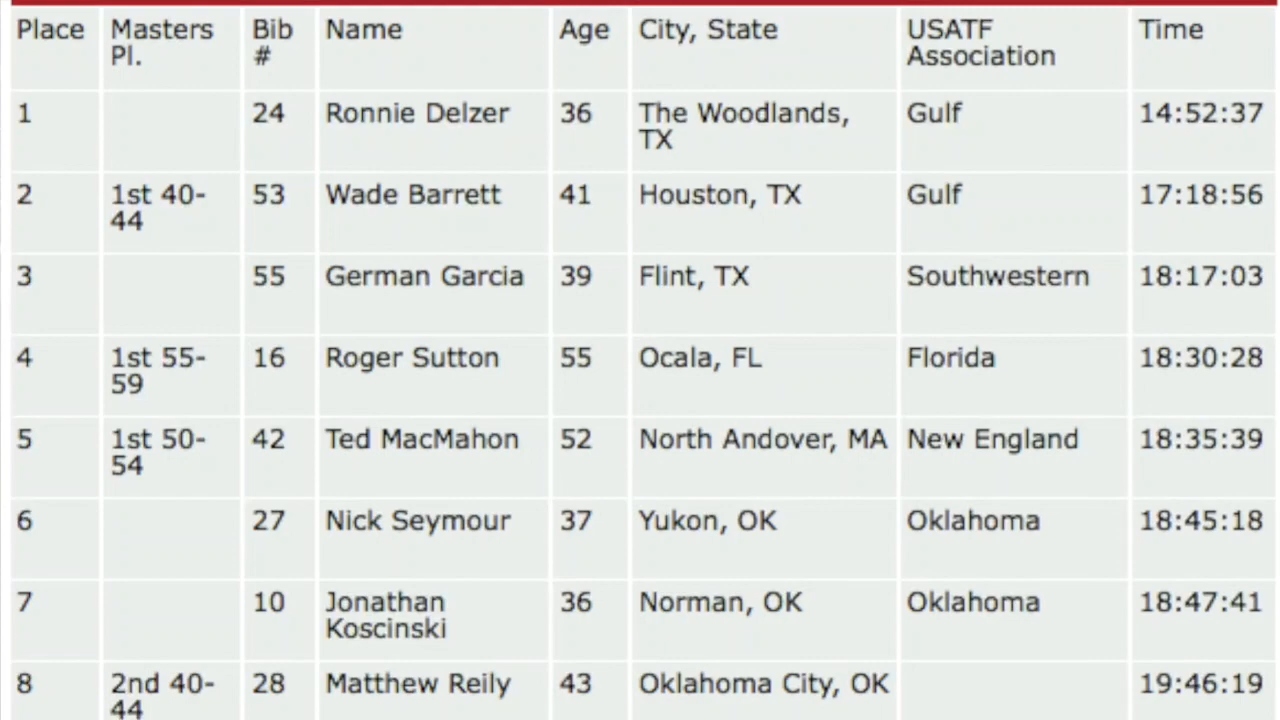 Place Masters Pl. Bib # Name Age City, State USATF Association Time
1 24 Ronnie Delzer 36 The Woodlands, TX Gulf 14:52:37
2 1st 40-44 53 Wade Barrett 41 Houston, TX Gulf 17:18:56
3 55 German Garcia 39 Flint, TX Southwestern 18:17:03
4 1st 55-59 16 Roger Sutton 55 Ocala, FL Florida 18:30:28
5 1st 50-54 42 Ted MacMahon 52 North Andover, MA New England 18:35:39
6 27 Nick Seymour 37 Yukon, OK Oklahoma 18:45:18
7 10 Jonathan Koscinski 36 Norman, OK Oklahoma 18:47:41
8 2nd 40-44 28 Matthew Reily 43 Oklahoma City, OK 19:46:19